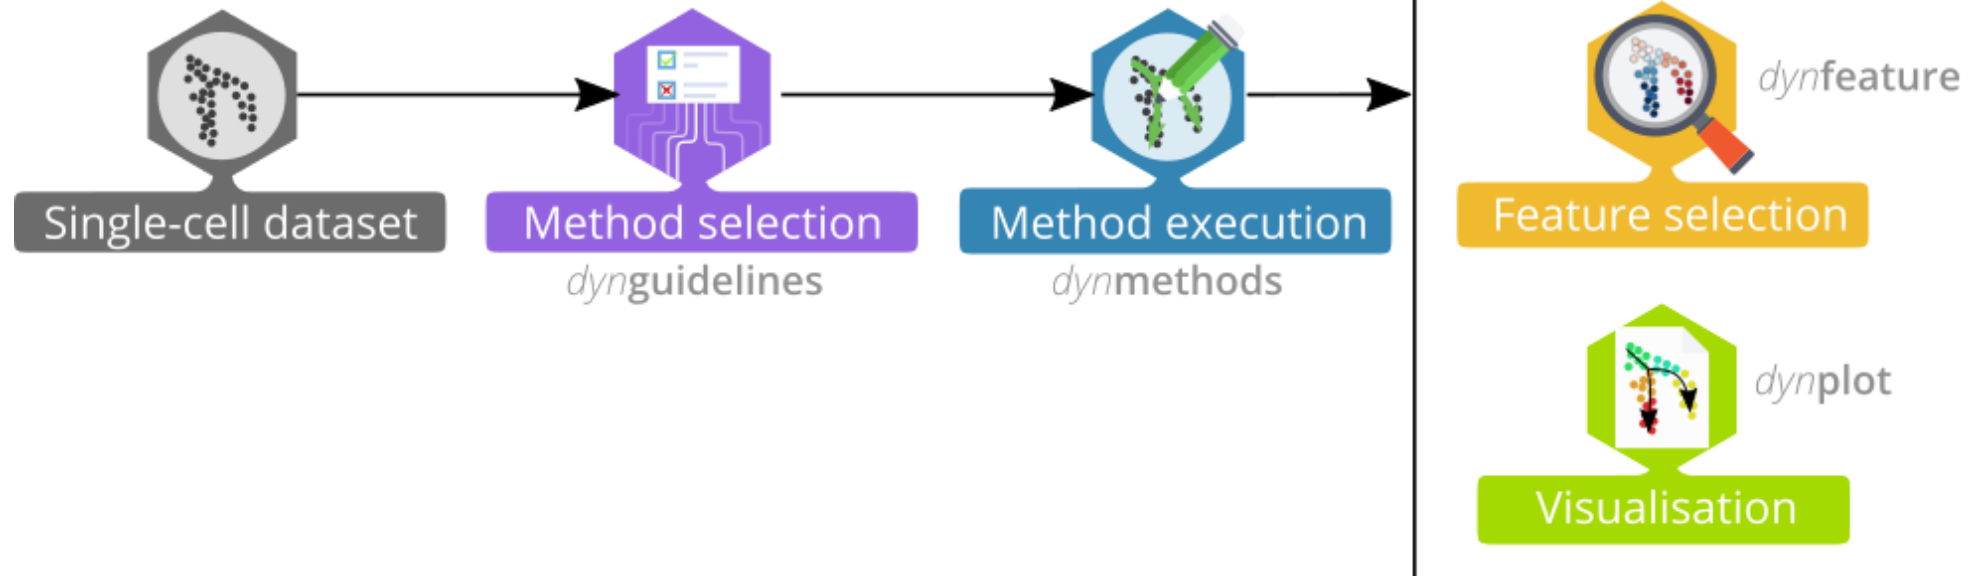 Single-cell dataset
Method selection
dynguidelines
Method execution
dynmethods
dynfeature
Feature selection
dynplot
Visualisation